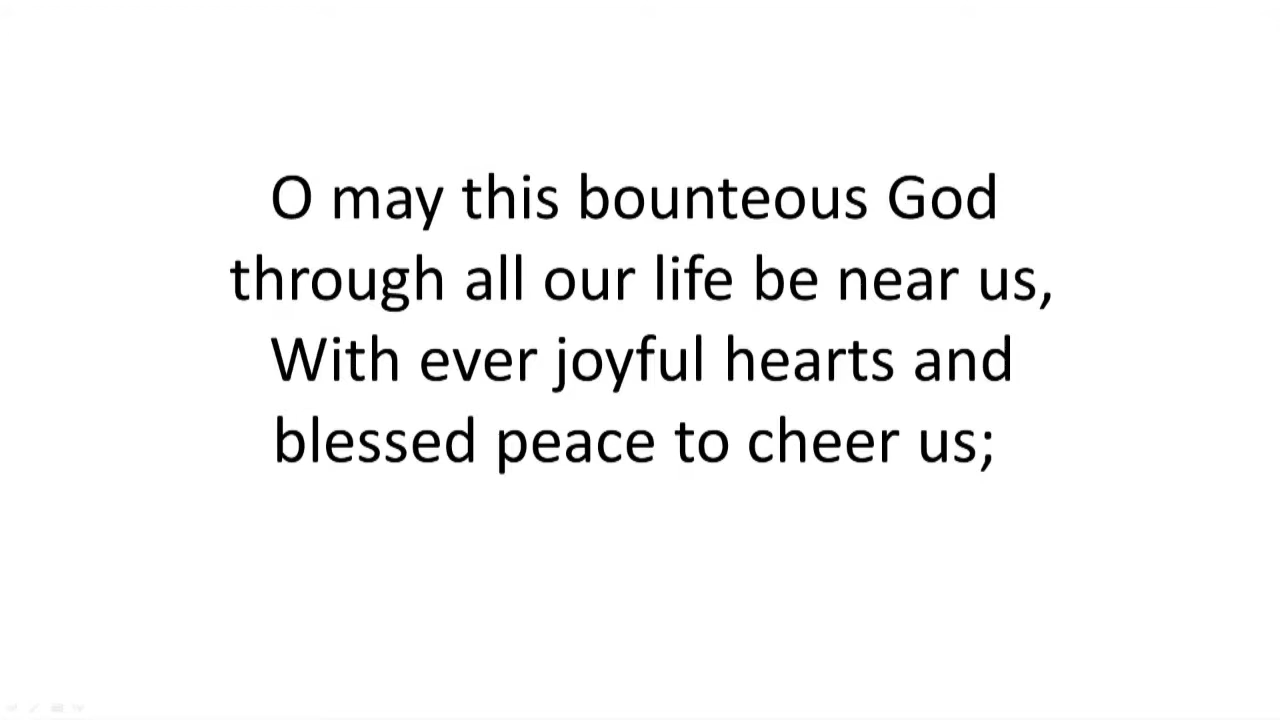 O may this bounteous God
through all our life be near us,
With ever joyful hearts and
blessed peace to cheer us;